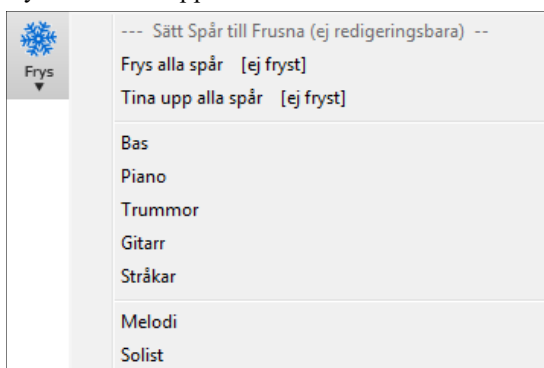 --- Sätt Spår till Frusna (ej redigeringsbara) --
Frys
Frys alla spår [ej fryst]
Tina upp alla spår [ej fryst]
Bas
Piano
Trummor
Gitarr
Stråkar
Melodi
Solist